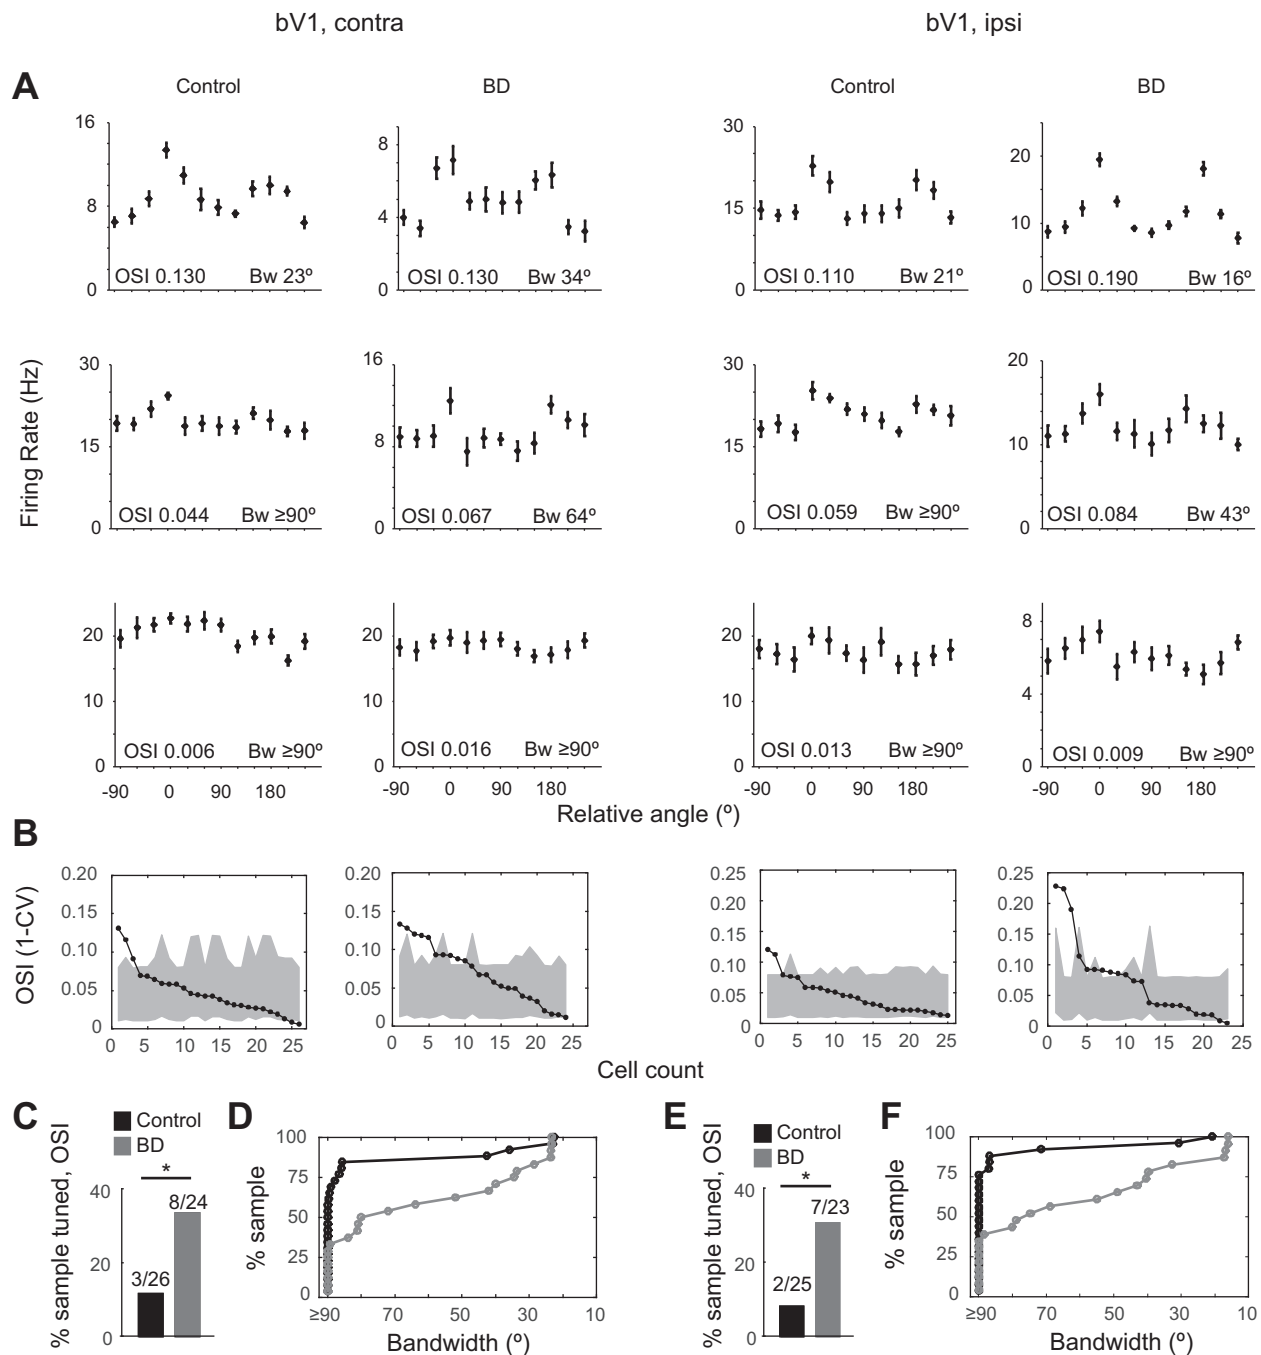 bV1, contra
bV1, ipsi
A
Control
BD
Control
BD
16
8
0
OSI 0.130
Bw 23º
8
4
0
OSI 0.130
Bw 34º
30
15
0
OSI 0.110
Bw 21º
20
10
0
OSI 0.190
Bw 16º
Firing Rate (Hz)
30
15
0
OSI 0.044
Bw ≥90º
16
8
0
OSI 0.067
Bw 64º
30
15
0
OSI 0.059
Bw ≥90º
20
10
0
OSI 0.084
Bw 43º
20
10
0
OSI 0.006
Bw ≥90º
-90 0 180
20
10
0
OSI 0.016
Bw ≥90º
0 180
20
10
0
OSI 0.013
Bw ≥90º
-90 0 180
8
4
0
OSI 0.009
Bw ≥90º
-90 0 180
Relative angle (º)
B
OSI (1-CV)
0.20
0.15
0.10
0.05
0
0 5 10 15 20 25
0.20
0.15
0.10
0.05
0
0 5 10 15 20 25
0.25
0.20
0.15
0.10
0.05
0
0 5 10 15 20 25
0.25
0.20
0.15
0.10
0.05
0
0 5 10 15 20 25
Cell count
C
% sample tuned, OSI
Control
BD
*
40
20
0
3/26
8/24
D
% sample
100
75
50
25
0
≥90 70 50 30 10
Bandwidth (º)
E
% sample tuned, OSI
Control
BD
*
40
20
0
2/25
7/23
F
% sample
100
75
50
25
0
≥90 70 50 30 10
Bandwidth (º)